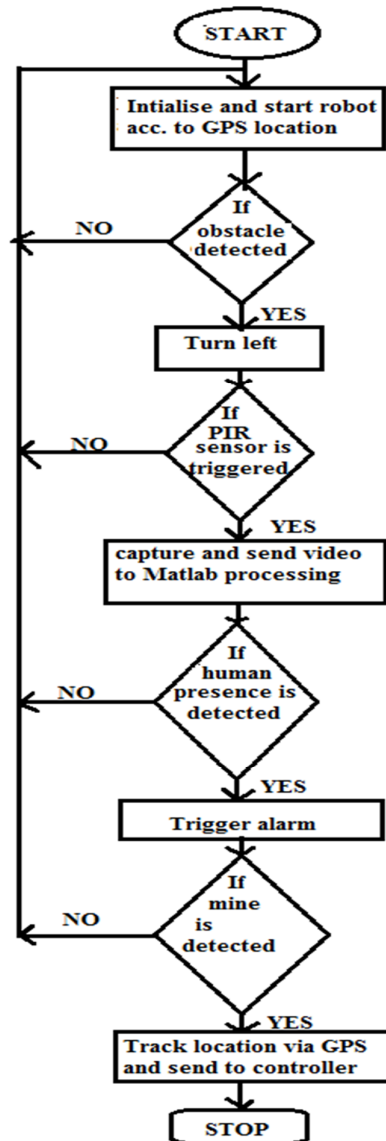 START
Intialise and start robot
acc. to GPS location
If
obstacle
detected
NO
YES
Turn left
If
PIR
sensor is
triggered
NO
YES
capture and send video
to Matlab processing
If
human
presence is
detected
NO
YES
Trigger alarm
If
mine
is
detected
NO
YES
Track location via GPS
and send to controller
STOP